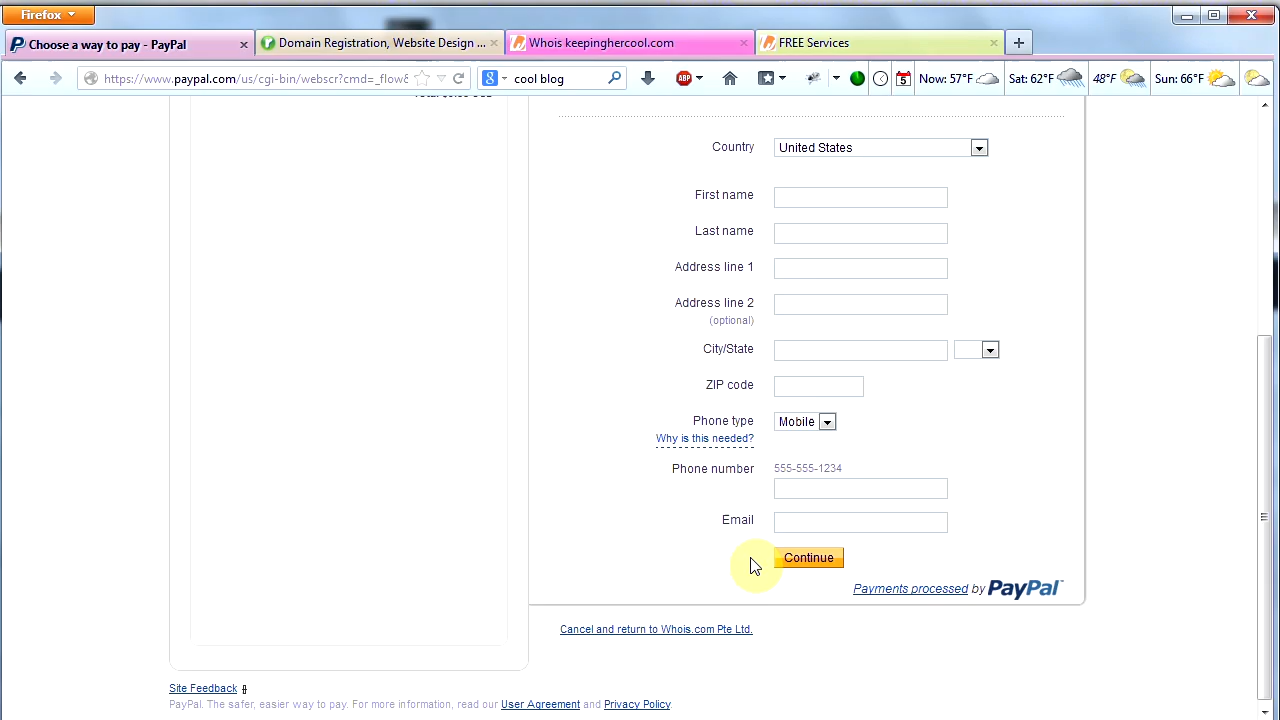 Firefox
Choose a way to pay - PayPal
Domain Registration, Website Design ...
Whois keepinghercool.com
FREE Services
https://www.paypal.com/us/cgi-bin/webscr?cmd=_flow&
cool blog
ABP
5
Now: 57°F
Sat: 62°F
48°F
Sun: 66°F
Country
United States
First name
Last name
Address line 1
Address line 2
(optional)
City/State
ZIP code
Phone type
Mobile
Why is this needed?
Phone number
555-555-1234
Email
Continue
Payments processed by PayPal
Cancel and return to Whois.com Pte Ltd.
Site Feedback
PayPal. The safer, easier way to pay. For more information, read our User Agreement and Privacy Policy.